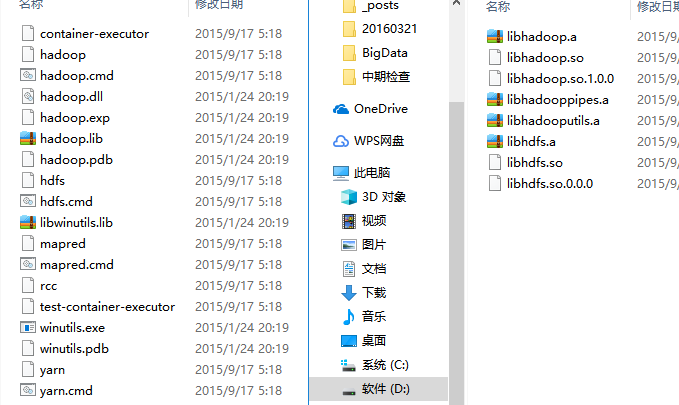 名称 修改日期
container-executor 2015/9/17 5:18
hadoop 2015/9/17 5:18
hadoop.cmd 2015/9/17 5:18
hadoop.dll 2015/1/24 20:19
hadoop.exp 2015/1/24 20:19
hadoop.lib 2015/1/24 20:19
hadoop.pdb 2015/1/24 20:19
hdfs 2015/9/17 5:18
hdfs.cmd 2015/9/17 5:18
libwinutils.lib 2015/1/24 20:19
mapred 2015/9/17 5:18
mapred.cmd 2015/9/17 5:18
rcc 2015/9/17 5:18
test-container-executor 2015/9/17 5:18
winutils.exe 2015/1/24 20:19
winutils.pdb 2015/1/24 20:19
yarn 2015/9/17 5:18
yarn.cmd 2015/9/17 5:18
_posts
20160321
BigData
中期检查
OneDrive
WPS网盘
此电脑
3D 对象
视频
图片
文档
下载
音乐
桌面
系统 (C:)
软件 (D:)
名称 修改日期
libhadoop.a 2015/9/
libhadoop.so 2015/9/
libhadoop.so.1.0.0 2015/9/
libhadooppipes.a 2015/9/
libhadooputils.a 2015/9/
libhdfs.a 2015/9/
libhdfs.so 2015/9/
libhdfs.so.0.0.0 2015/9/